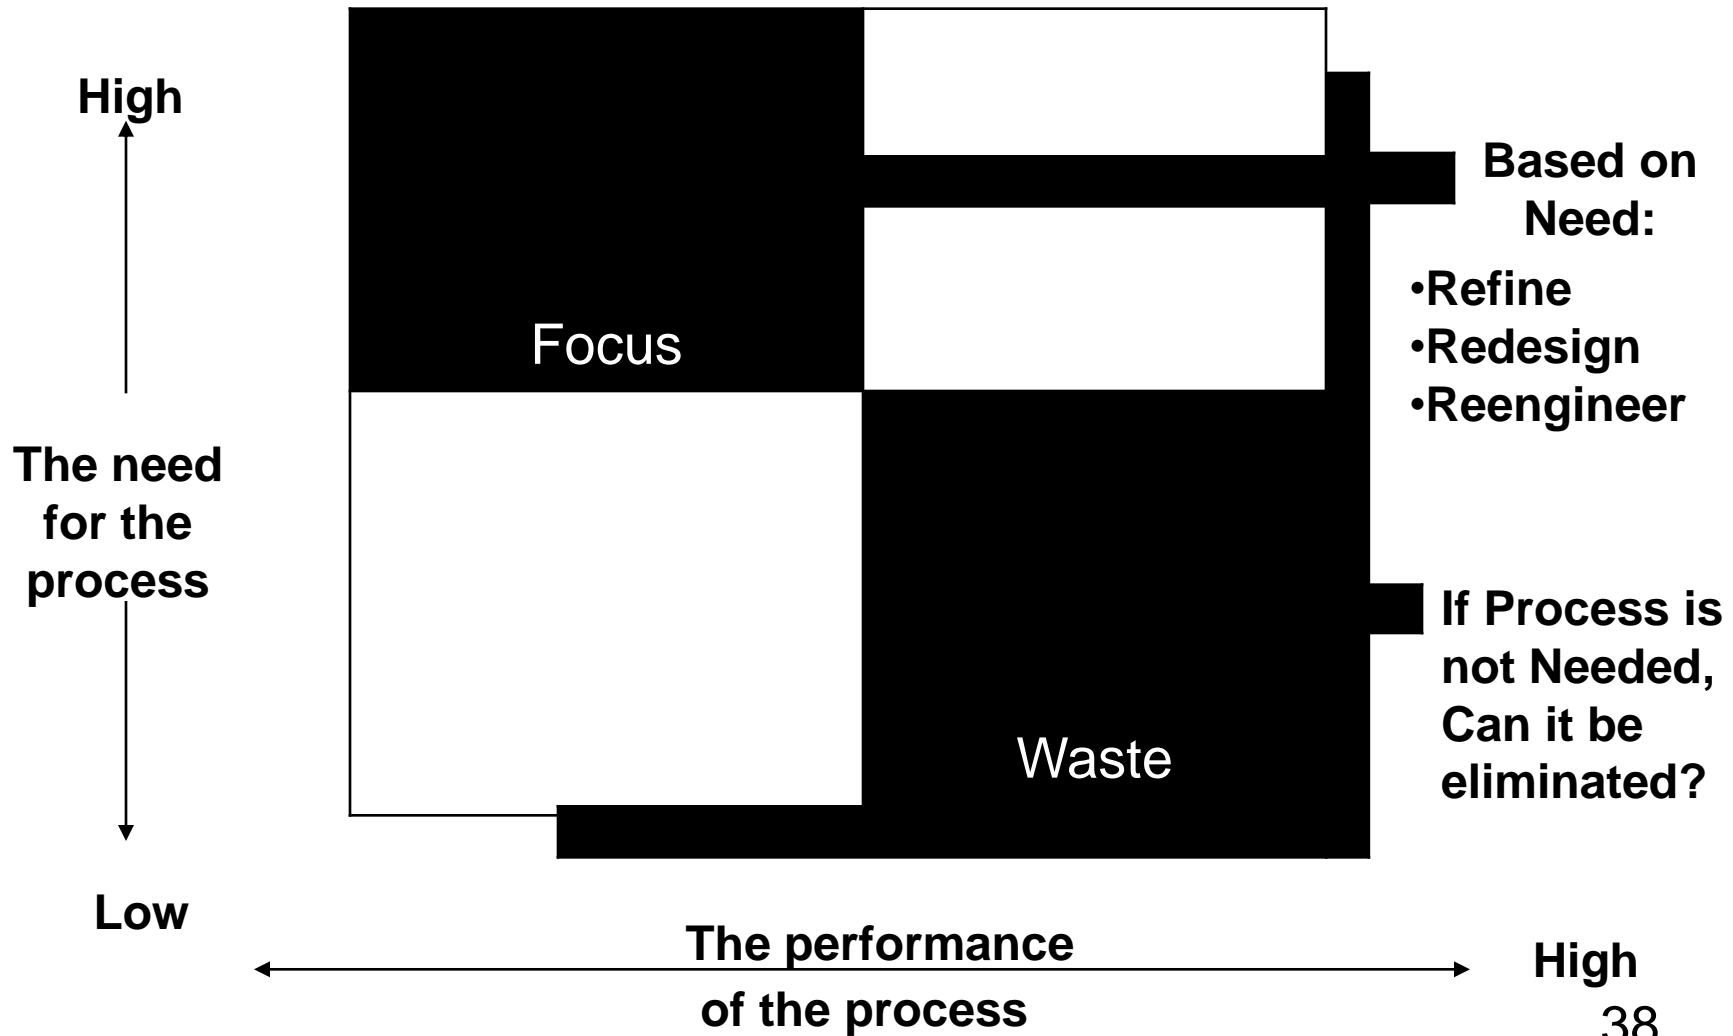 High
Based on
Need:
•Refine
•Redesign
•Reengineer
Focus
The need
for the
process
If Process is
not Needed,
Can it be
eliminated?
Waste
Low
The performance
of the process
High
38